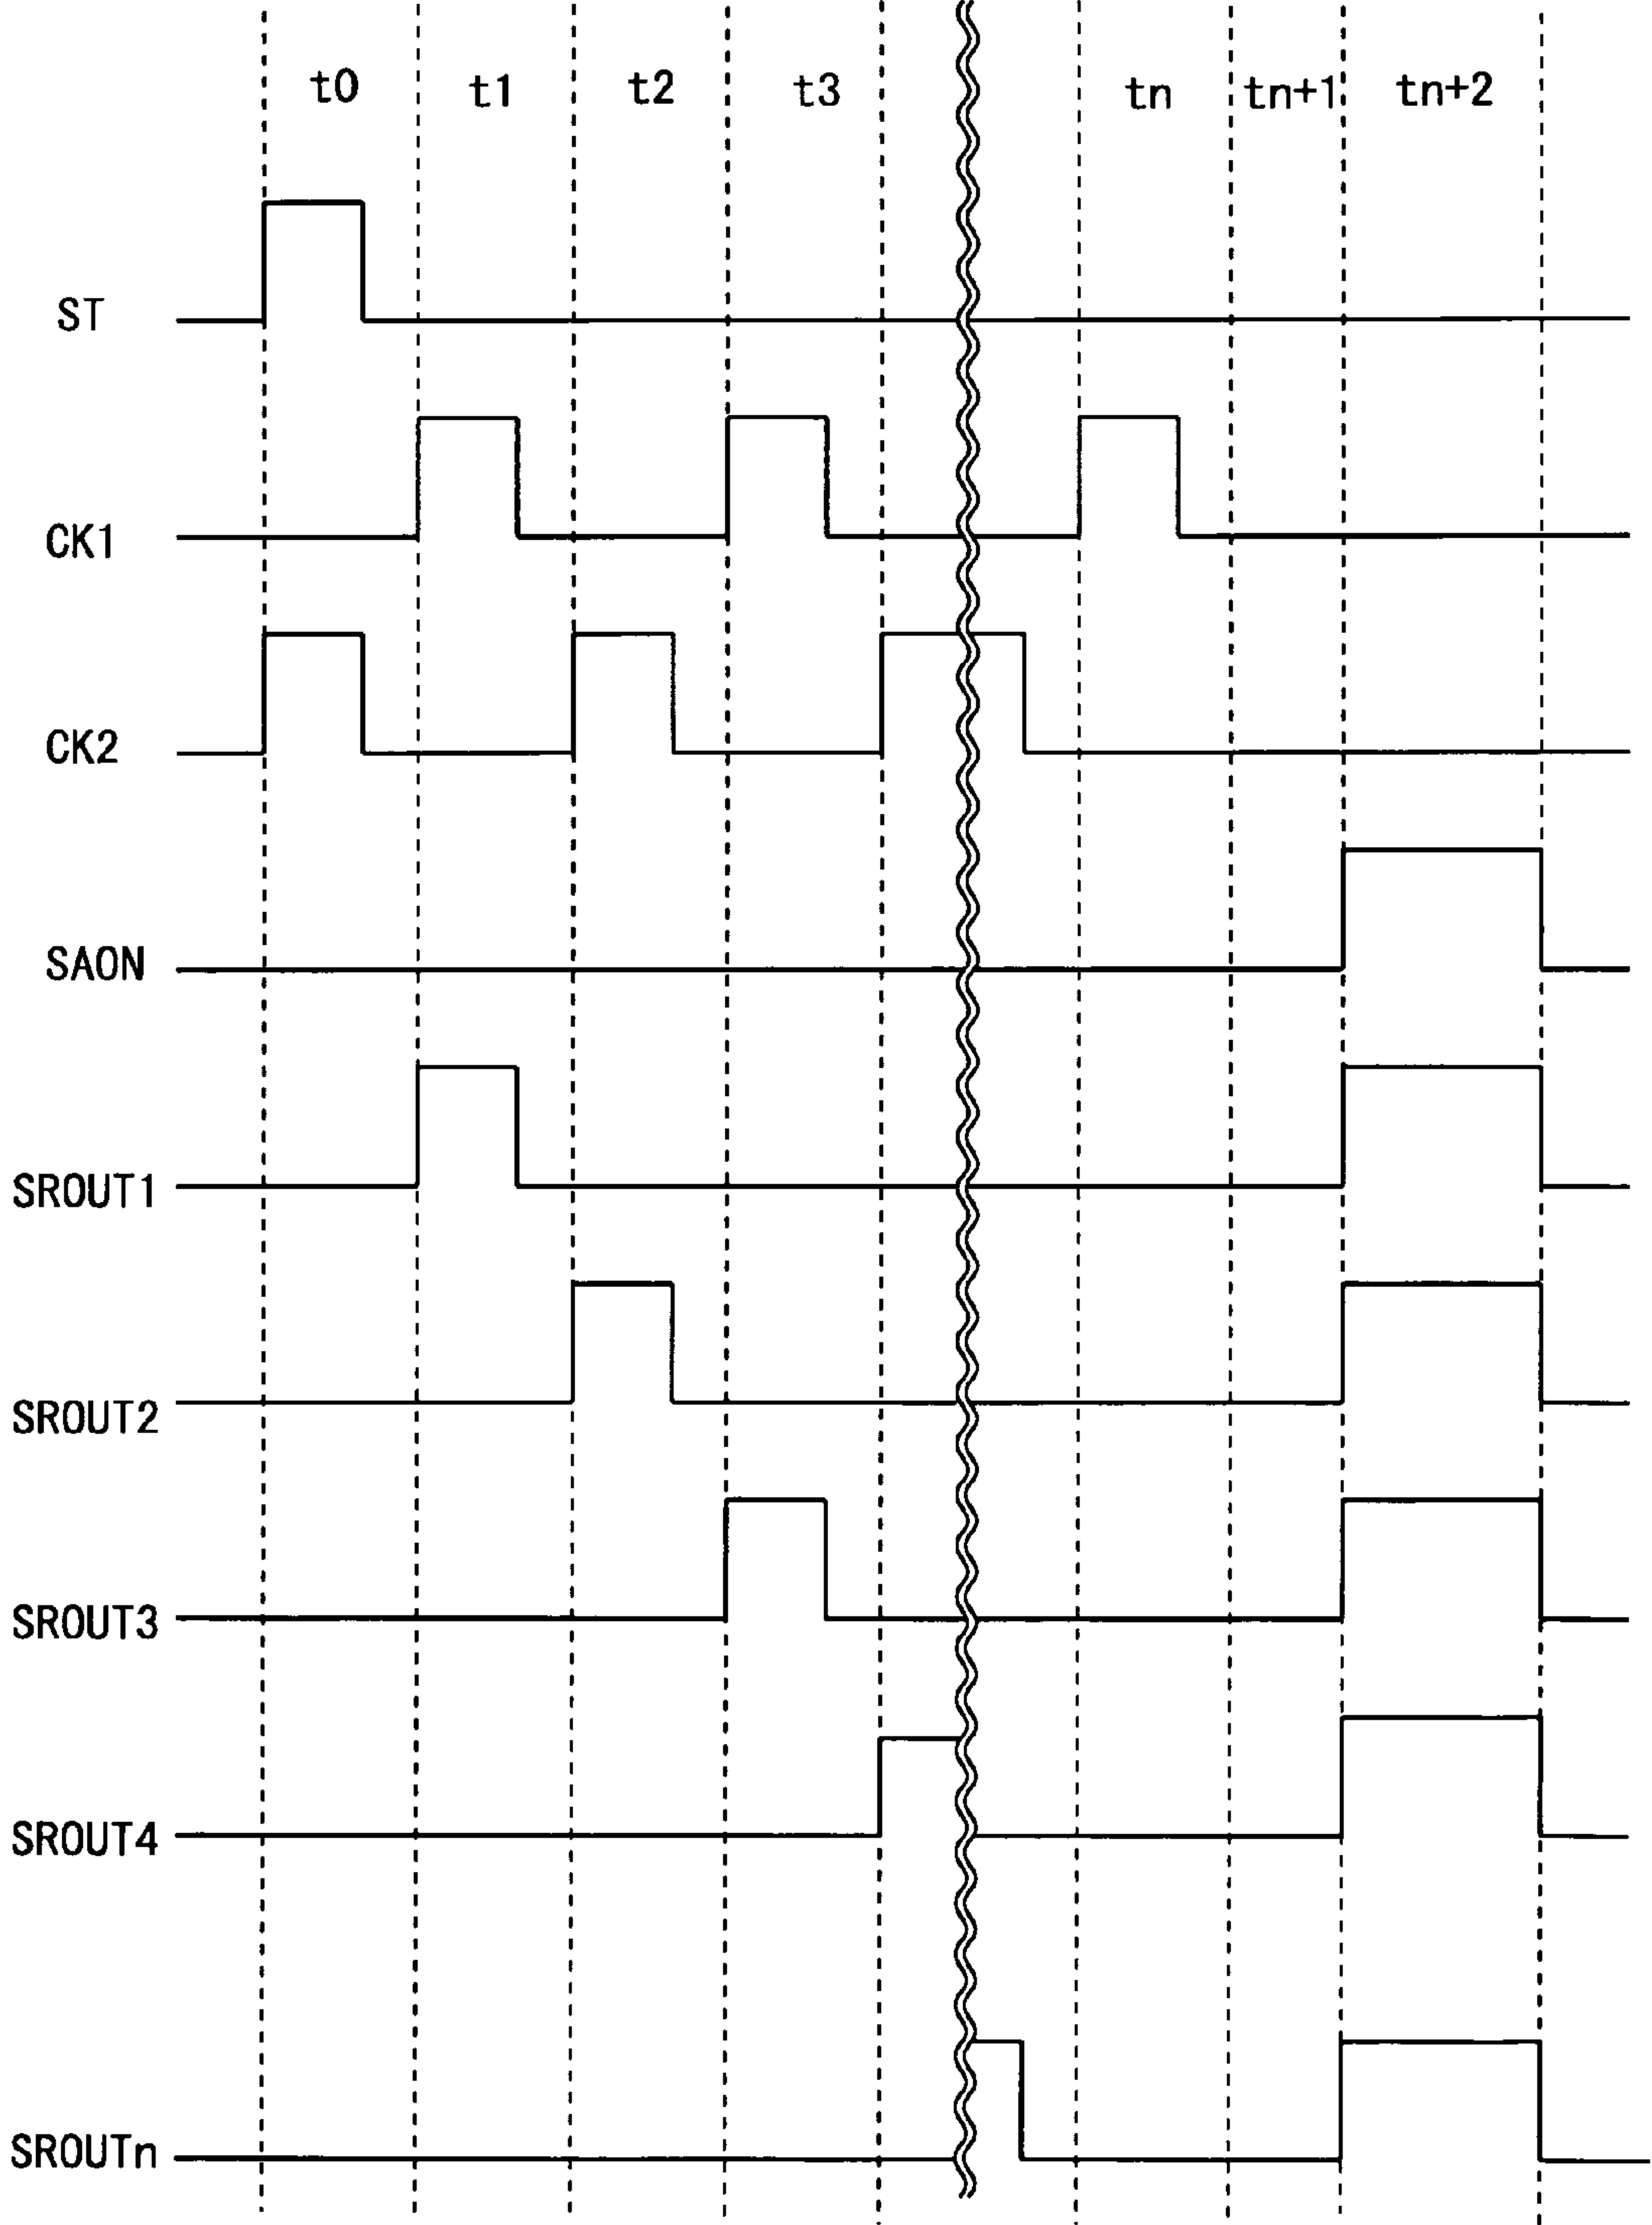 t0 t1 t2 t3 tn tn+1 tn+2
ST
CK1
CK2
SAON
SROUT1
SROUT2
SROUT3
SROUT4
SROUTn